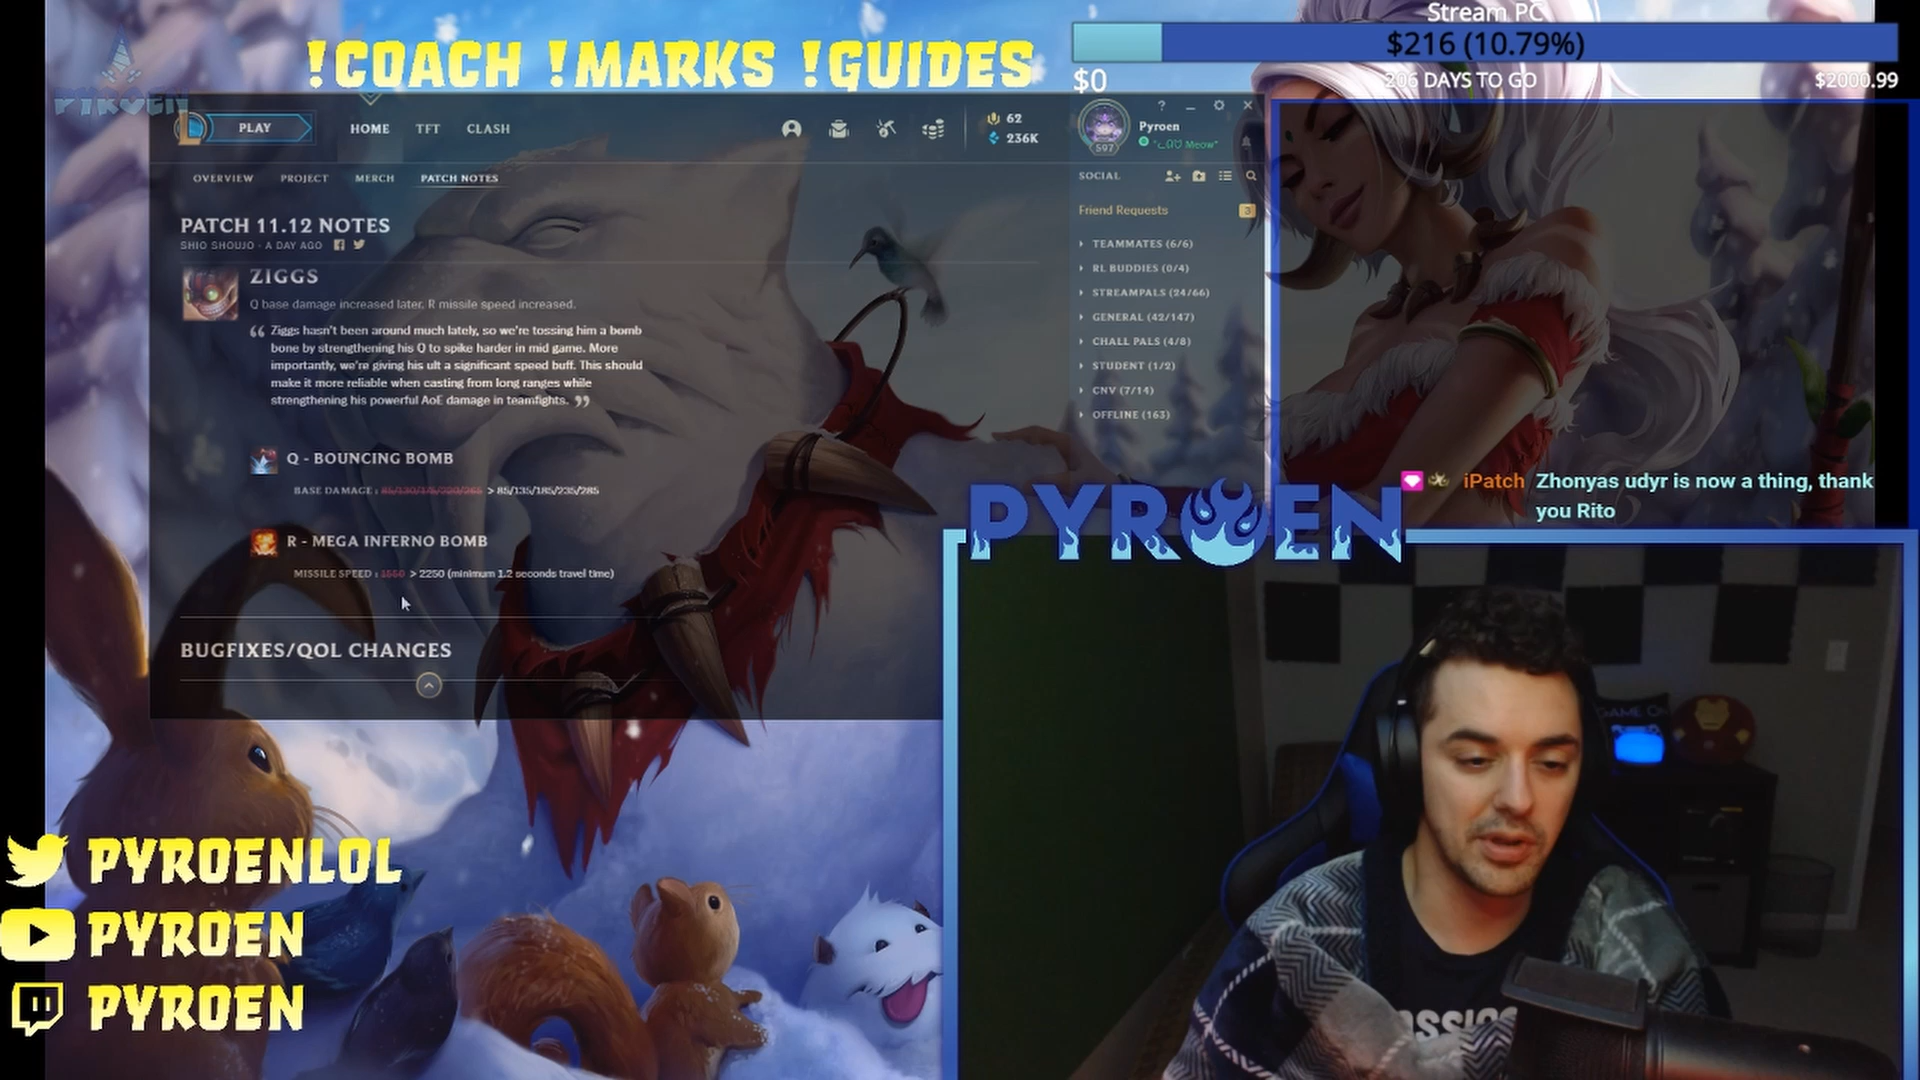 !COACH !MARKS !GUIDES
Stream PC
$216 (10.79%)
$0
206 DAYS TO GO
$2000.99
PYROEN
PLAY
HOME
TFT
CLASH
62
236K
?
597
Pyroen
Meow"
OVERVIEW
PROJECT
MERCH
PATCH NOTES
SOCIAL
PATCH 11.12 NOTES
SHIO SHOUJO - A DAY AGO
Friend Requests
TEAMMATES (6/6)
RL BUDDIES (0/4)
STREAMPALS (24/66)
GENERAL (42/147)
CHALL PALS (4/8)
STUDENT (1/2)
CNV (7/14)
OFFLINE (163)
ZIGGS
Q base damage increased later. R missile speed increased.
“ Ziggs hasn't been around much lately, so we're tossing him a bomb
bone by strengthening his Q to spike harder in mid game. More
importantly, we're giving his ult a significant speed buff. This should
make it more reliable when casting from long ranges while
strengthening his powerful AoE damage in teamfights. ”
Q - BOUNCING BOMB
BASE DAMAGE : > 85/135/185/235/285
R - MEGA INFERNO BOMB
MISSILE SPEED : 1550 > 2250 (minimum 1.2 seconds travel time)
BUGFIXES/QOL CHANGES
iPatch Zhonyas udyr is now a thing, thank
you Rito
PYROEN
GAME ON
PYROENLOL
PYROEN
PYROEN